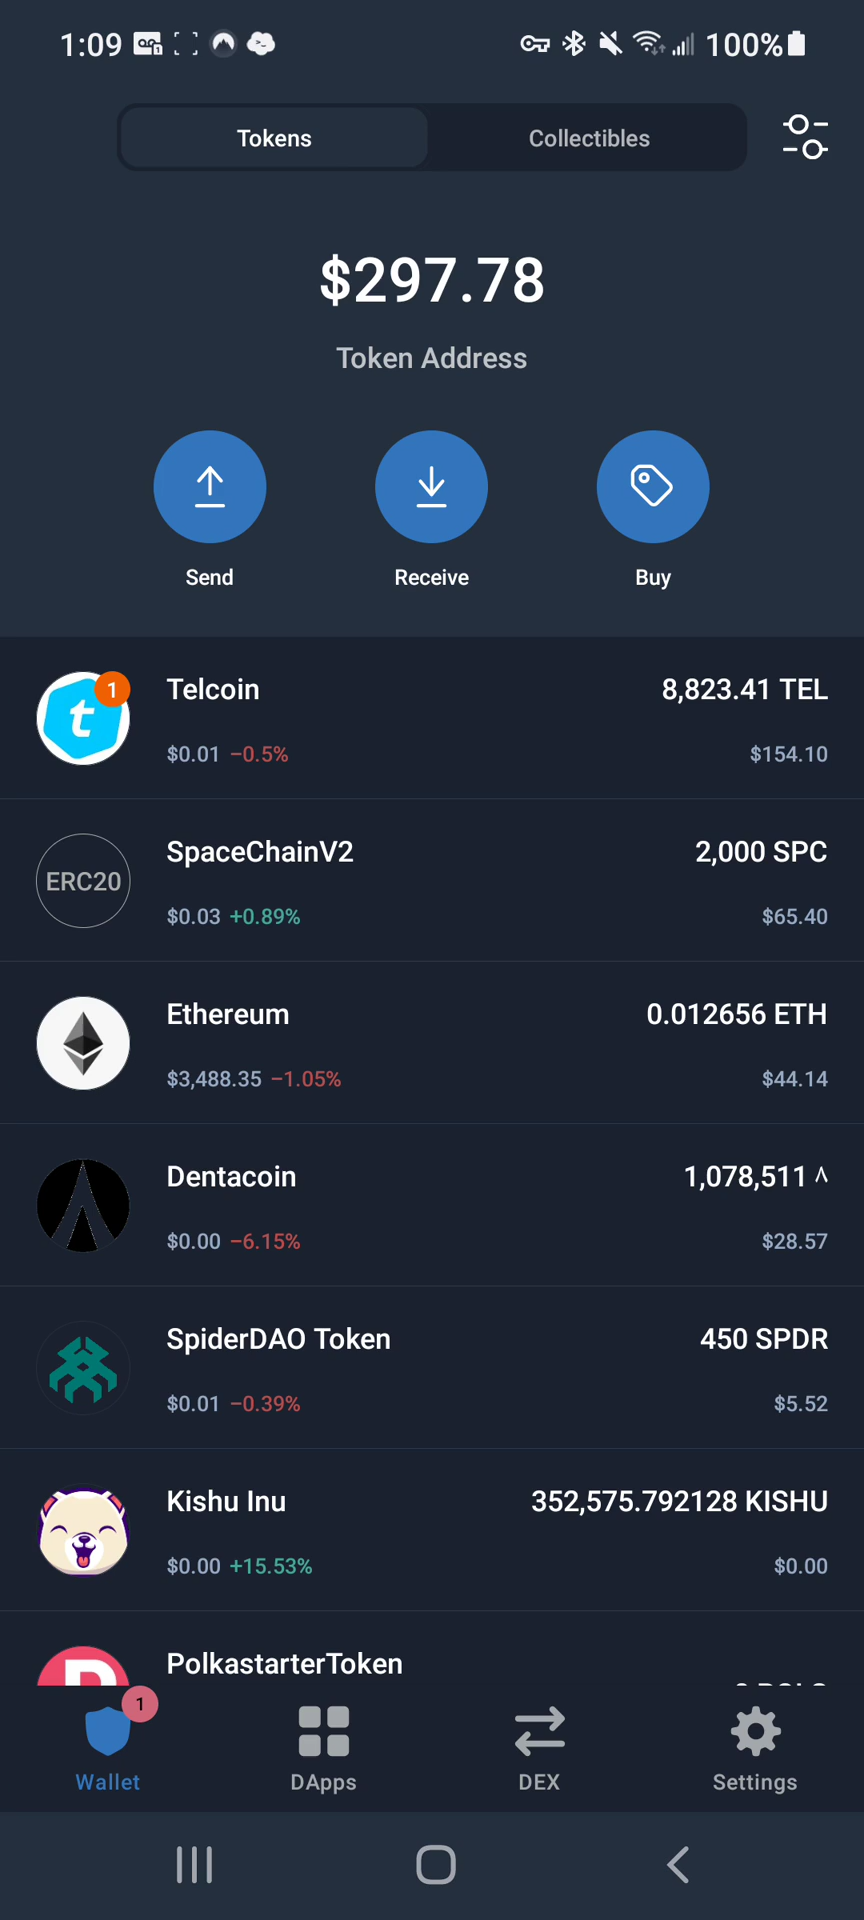 1:09 100%
Tokens Collectibles
$297.78
Token Address
Send Receive Buy
1
Telcoin 8,823.41 TEL
$0.01 −0.5% $154.10
ERC20
SpaceChainV2 2,000 SPC
$0.03 +0.89% $65.40
Ethereum 0.012656 ETH
$3,488.35 −1.05% $44.14
Dentacoin 1,078,511 ٨
$0.00 −6.15% $28.57
SpiderDAO Token 450 SPDR
$0.01 −0.39% $5.52
Kishu Inu 352,575.792128 KISHU
$0.00 +15.53% $0.00
PolkastarterToken
1
Wallet DApps DEX Settings